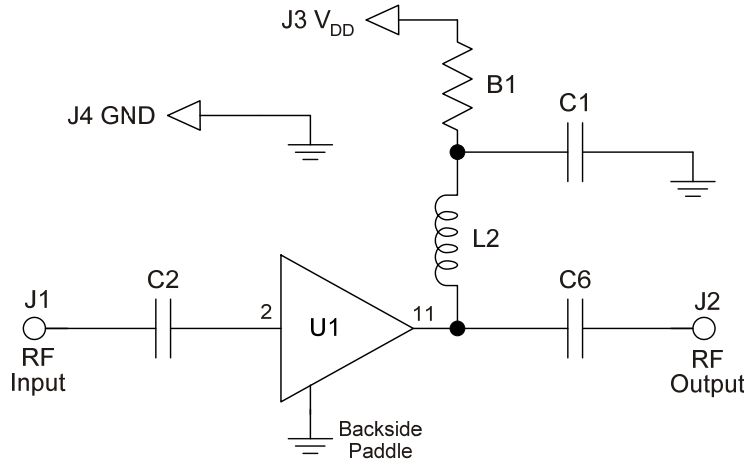 J3 VDD
B1
C1
J4 GND
L2
C2
C6
J1
RF
Input
2
U1
11
J2
RF
Output
Backside
Paddle